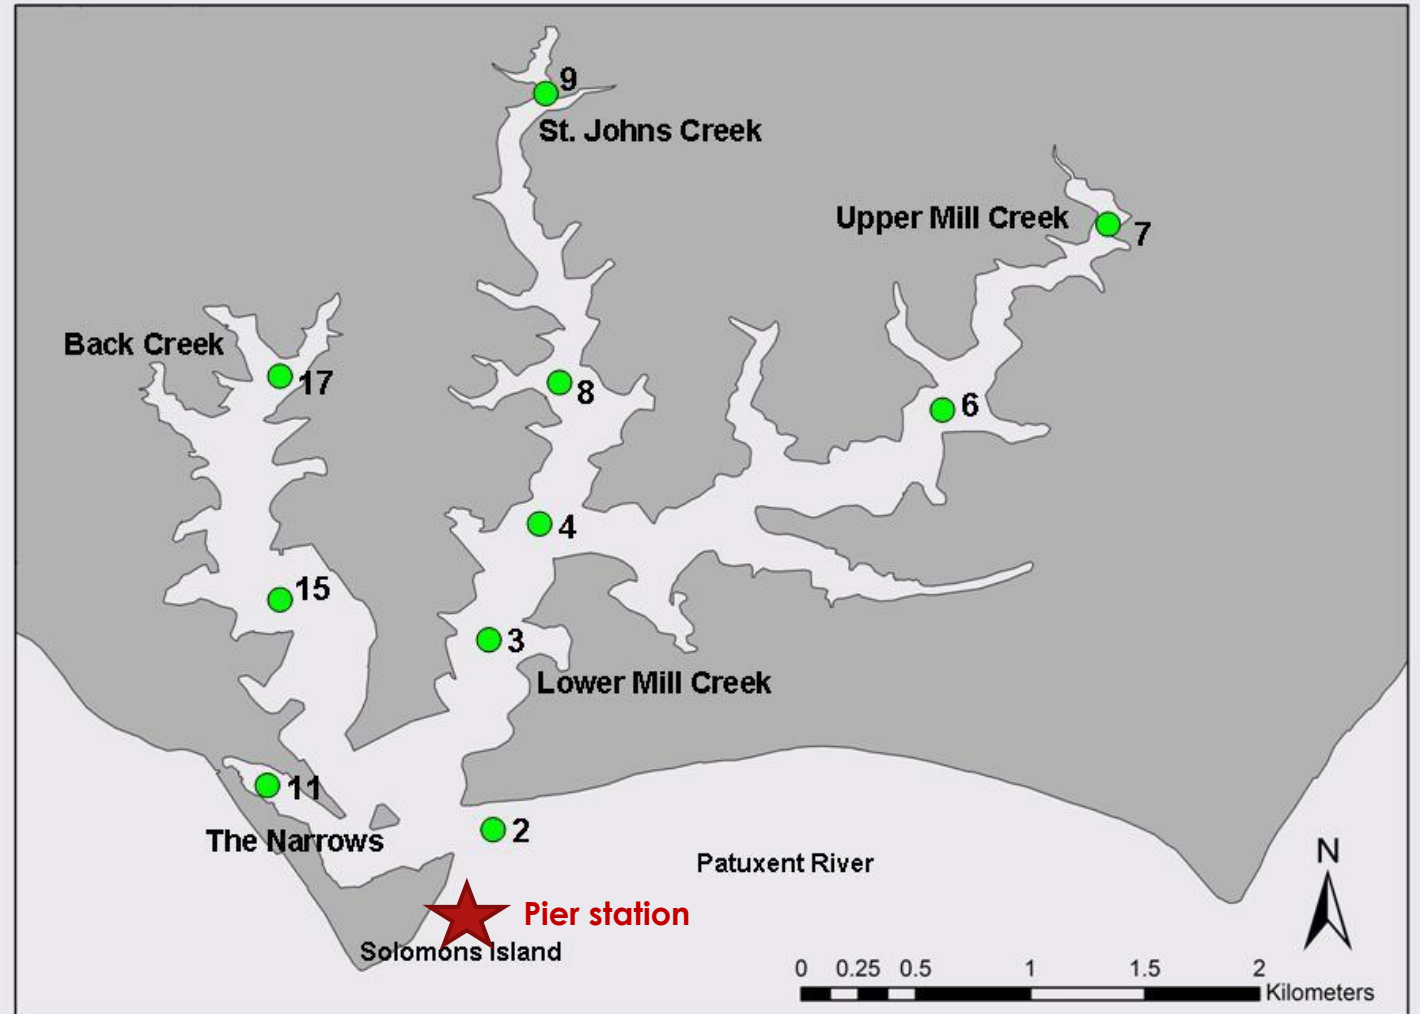 9
St. Johns Creek
Upper Mill Creek
7
Back Creek
17
8
6
4
15
3
Lower Mill Creek
11
2
The Narrows
Patuxent River
N
Pier station
Solomons Island
0 0.25 0.5 1 1.5 2
Kilometers